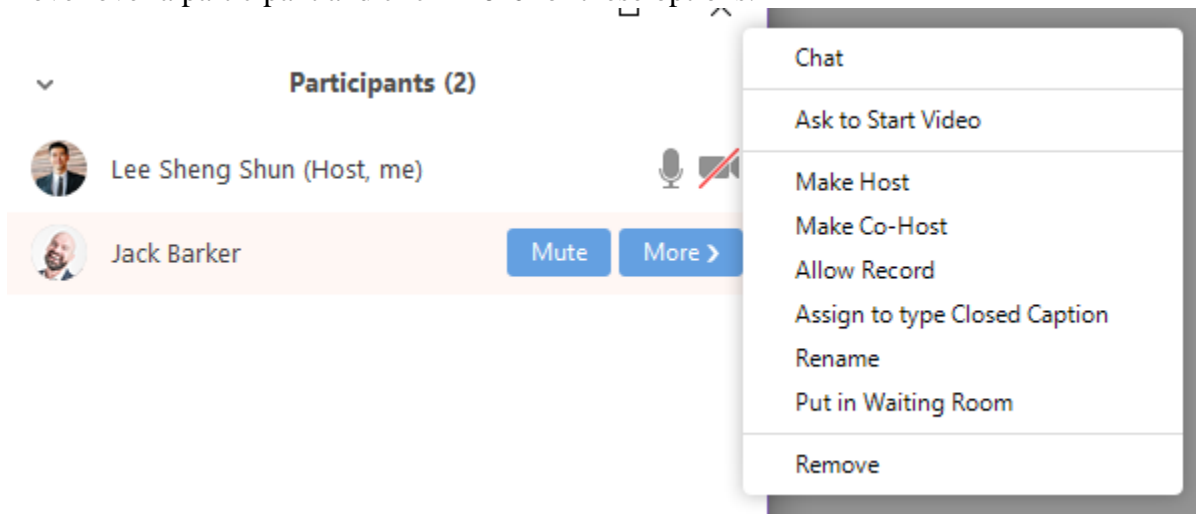 Participants (2)
Lee Sheng Shun (Host, me)
Jack Barker
Mute
More ❯
Chat
Ask to Start Video
Make Host
Make Co-Host
Allow Record
Assign to type Closed Caption
Rename
Put in Waiting Room
Remove